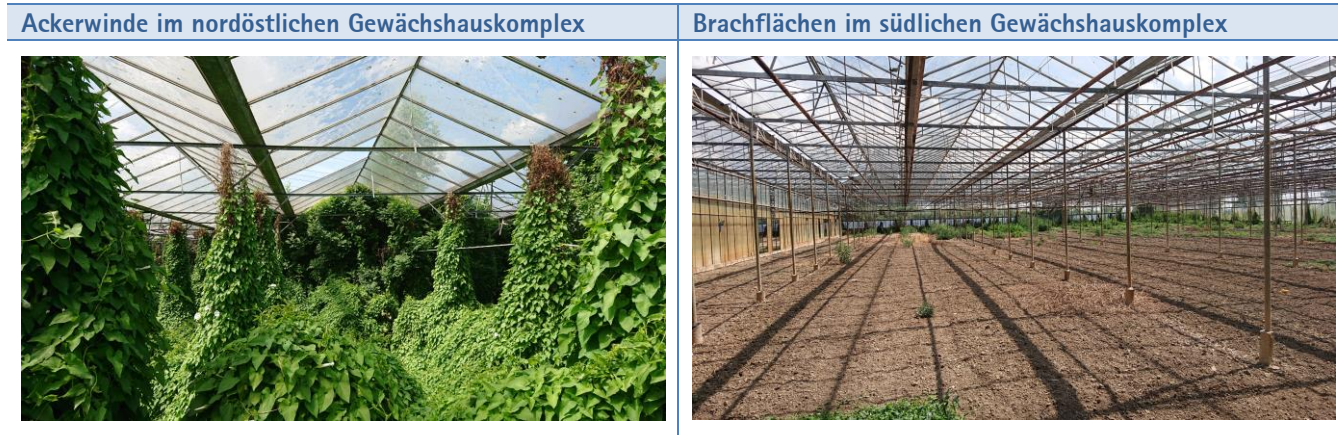 Ackerwinde im nordöstlichen Gewächshauskomplex
Brachflächen im südlichen Gewächshauskomplex